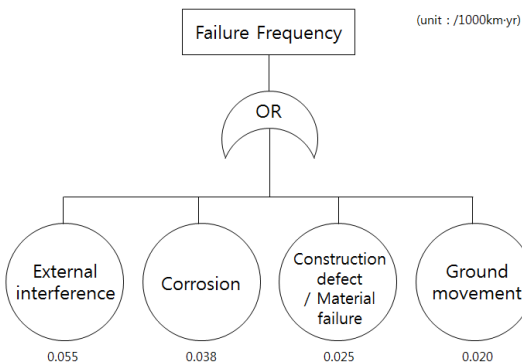 Failure Frequency
(unit : /1000km·yr)
OR
External
interference
Corrosion
Construction
defect
/ Material
failure
Ground
movement
0.055
0.038
0.025
0.020